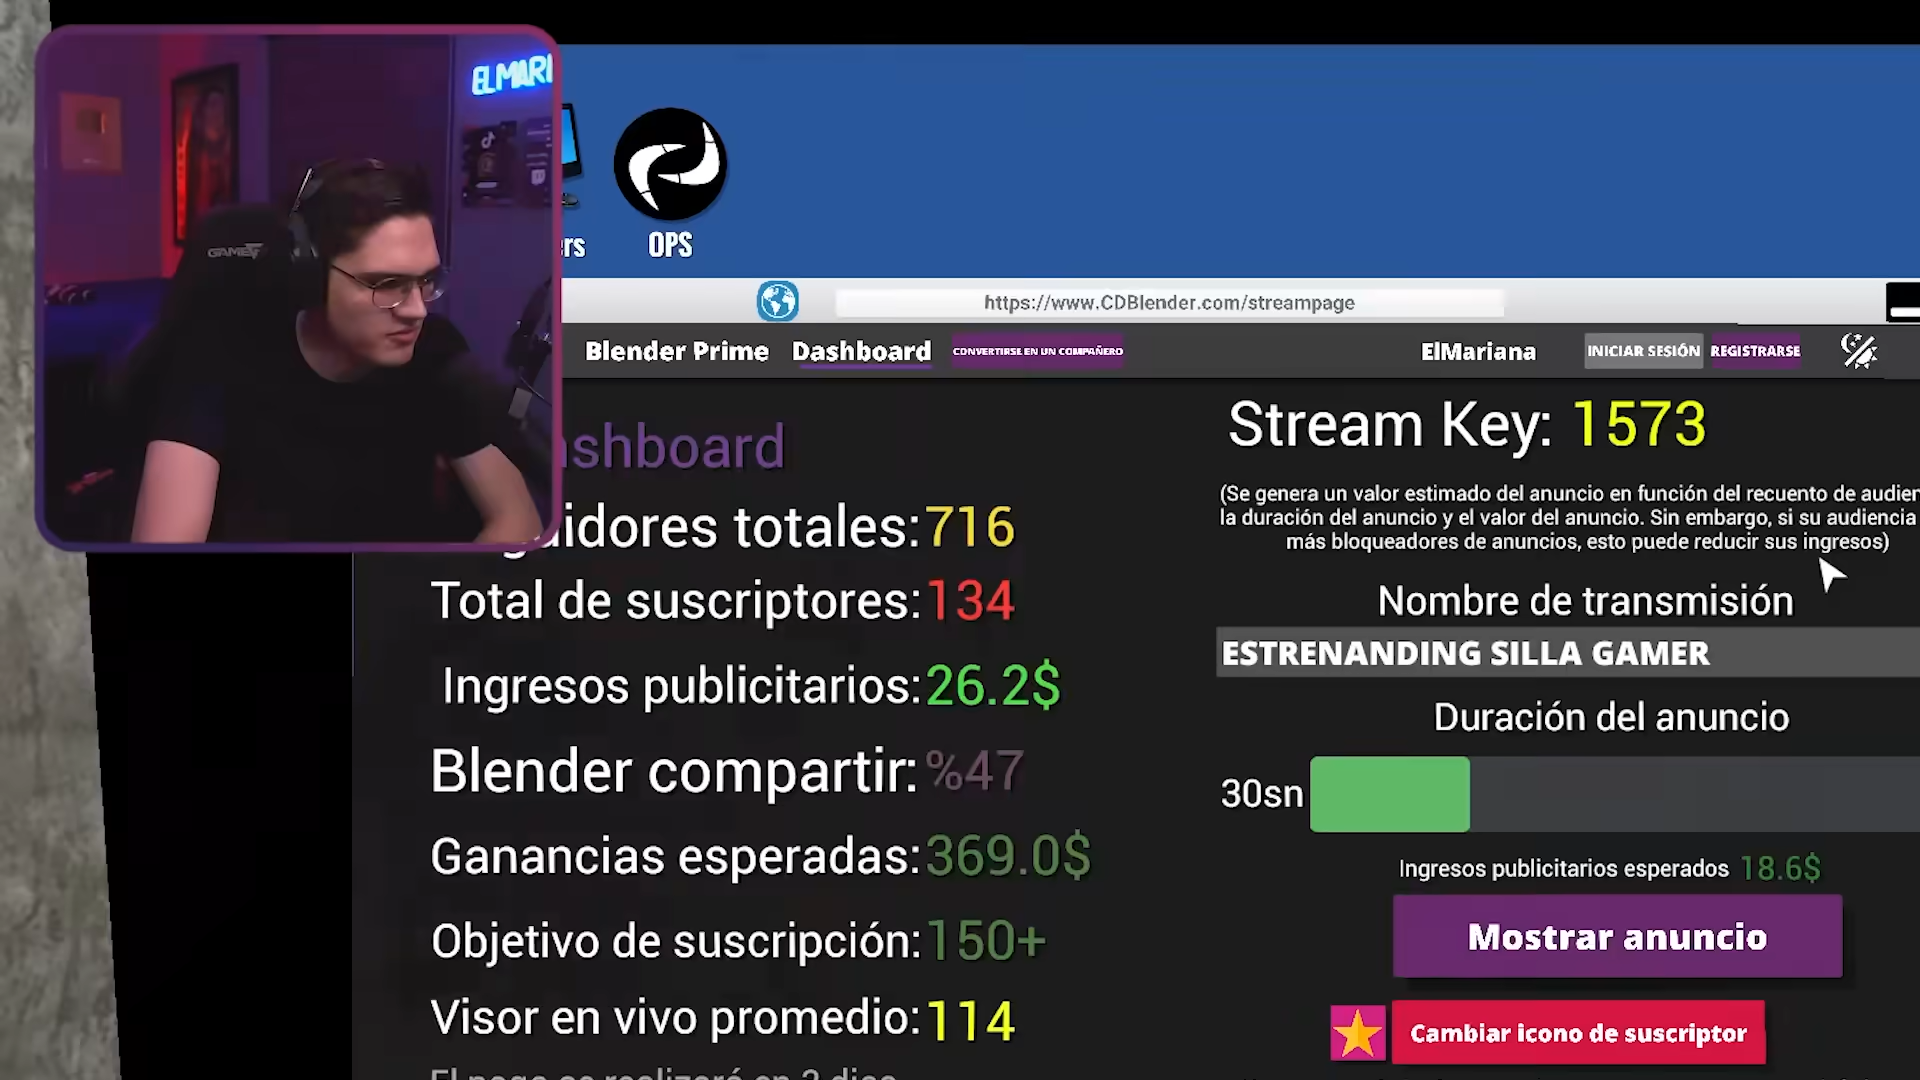 ELMARI
GAME
rs
OPS
https://www.CDBlender.com/streampage
Blender Prime
Dashboard
CONVERTIRSE EN UN COMPAÑERO
ElMariana
INICIAR SESIÓN
REGISTRARSE
shboard
Stream Key: 1573
(Se genera un valor estimado del anuncio en función del recuento de audien
la duración del anuncio y el valor del anuncio. Sin embargo, si su audiencia
más bloqueadores de anuncios, esto puede reducir sus ingresos)
uidores totales:716
Total de suscriptores:134
Ingresos publicitarios:26.2$
Blender compartir:%47
Ganancias esperadas:369.0$
Objetivo de suscripción:150+
Visor en vivo promedio:114
Nombre de transmisión
ESTRENANDING SILLA GAMER
Duración del anuncio
30sn
Ingresos publicitarios esperados 18.6$
Mostrar anuncio
Cambiar icono de suscriptor